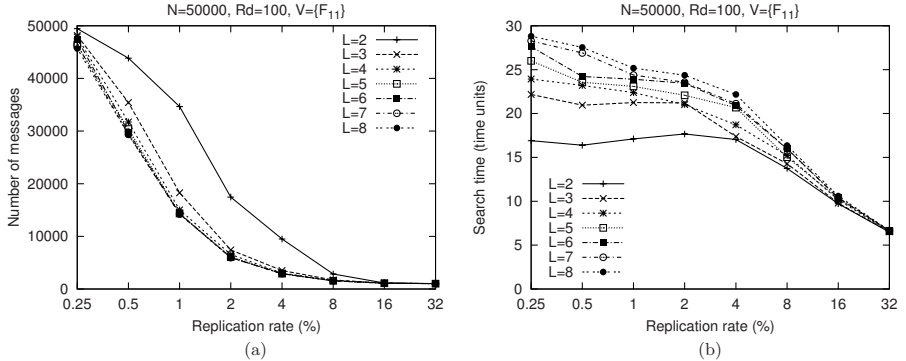 N=50000, Rd=100, V={F11}
50000
40000
30000
20000
10000
0
Number of messages
L=2
L=3
L=4
L=5
L=6
L=7
L=8
0.25 0.5 1 2 4 8 16 32
Replication rate (%)
(a)
N=50000, Rd=100, V={F11}
30
25
20
15
10
5
0
Search time (time units)
L=2
L=3
L=4
L=5
L=6
L=7
L=8
0.25 0.5 1 2 4 8 16 32
Replication rate (%)
(b)